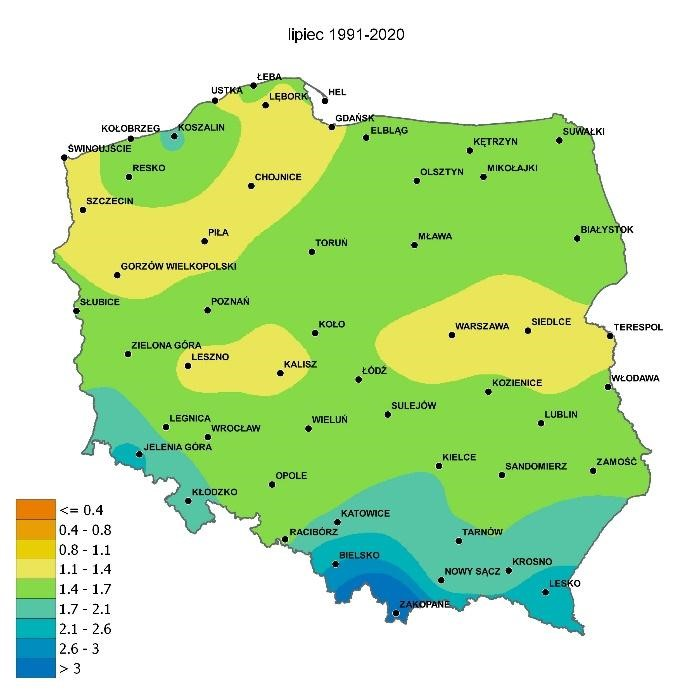 lipiec 1991-2020
ŁEBA
USTKA
LĘBORK
HEL
GDAŃSK
KOŁOBRZEG
KOSZALIN
ELBLĄG
SUWAŁKI
KĘTRZYN
ŚWINOUJŚCIE
RESKO
CHOJNICE
OLSZTYN
MIKOŁAJKI
SZCZECIN
PIŁA
TORUŃ
MŁAWA
BIAŁYSTOK
GORZÓW WIELKOPOLSKI
SŁUBICE
POZNAŃ
KOŁO
WARSZAWA
SIEDLCE
TERESPOL
ZIELONA GÓRA
LESZNO
KALISZ
ŁÓDŹ
KOZIENICE
WŁODAWA
SULEJÓW
LUBLIN
LEGNICA
WROCŁAW
WIELUŃ
JELENIA GÓRA
KIELCE
SANDOMIERZ
ZAMOŚĆ
OPOLE
KŁODZKO
KATOWICE
RACIBÓRZ
TARNÓW
BIELSKO
NOWY SĄCZ
KROSNO
LESKO
ZAKOPANE
<= 0.4
0.4 - 0.8
0.8 - 1.1
1.1 - 1.4
1.4 - 1.7
1.7 - 2.1
2.1 - 2.6
2.6 - 3
> 3